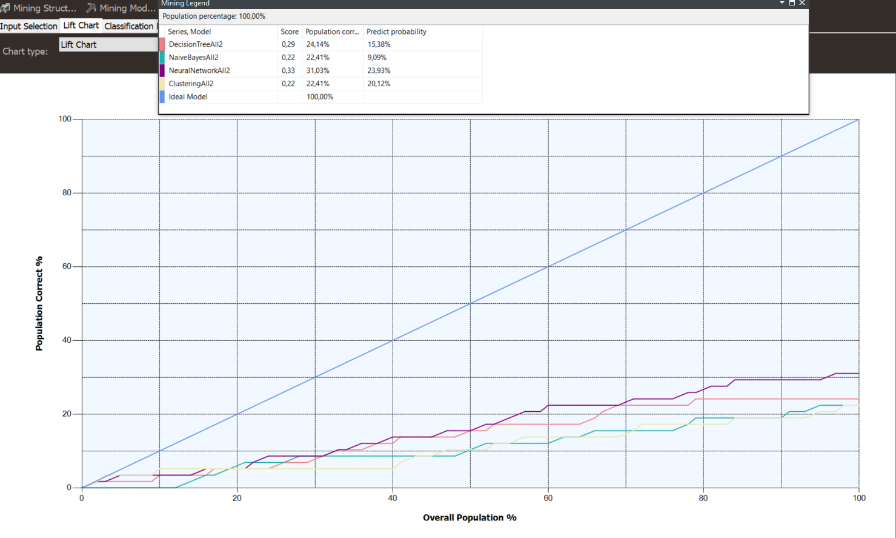 Mining Struct... Mining Mod...
Mining Legend
Input Selection Lift Chart Classification
Chart type: Lift Chart
Population percentage: 100,00%
Series, Model Score Population corr... Predict probability
DecisionTreeAll2 0,29 24,14% 15,38%
NaiveBayesAll2 0,22 22,41% 9,09%
NeuralNetworkAll2 0,33 31,03% 23,93%
ClusteringAll2 0,22 22,41% 20,12%
Ideal Model 100,00%
100
80
60
40
20
0
Population Correct %
0 20 40 60 80 100
Overall Population %